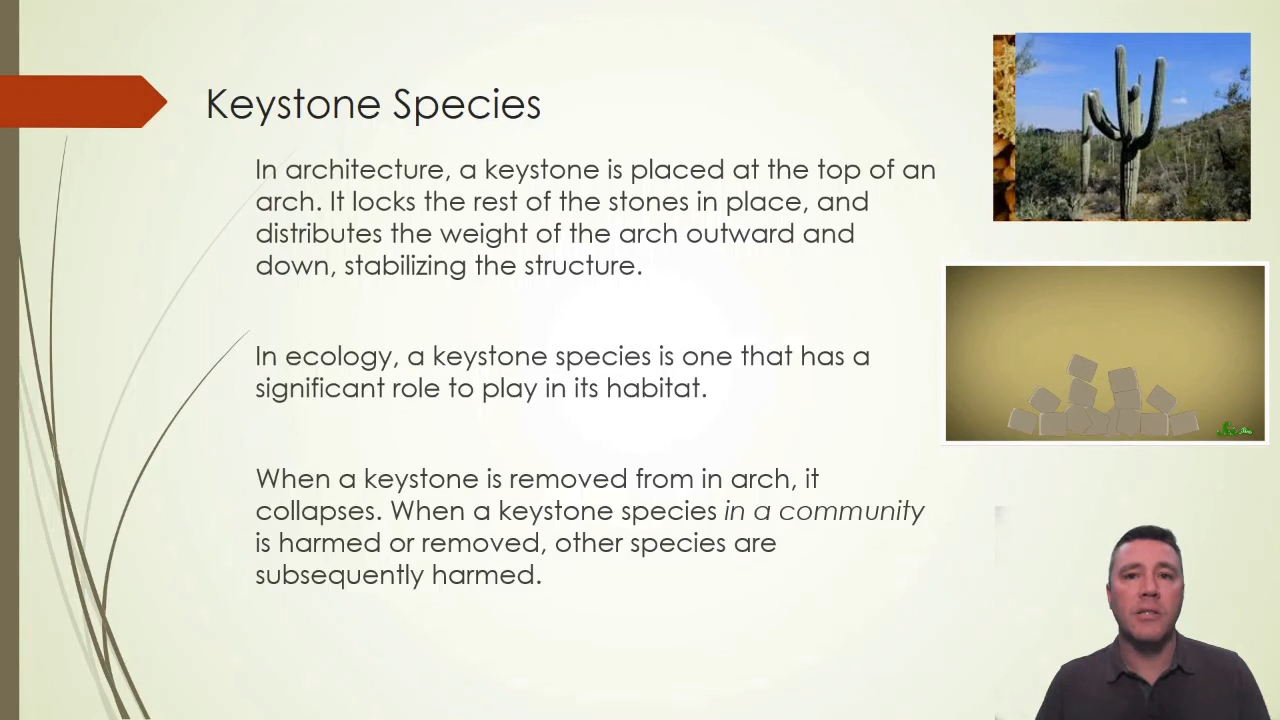 Keystone Species
In architecture, a keystone is placed at the top of an
arch. It locks the rest of the stones in place, and
distributes the weight of the arch outward and
down, stabilizing the structure.
In ecology, a keystone species is one that has a
significant role to play in its habitat.
When a keystone is removed from in arch, it
collapses. When a keystone species in a community
is harmed or removed, other species are
subsequently harmed.